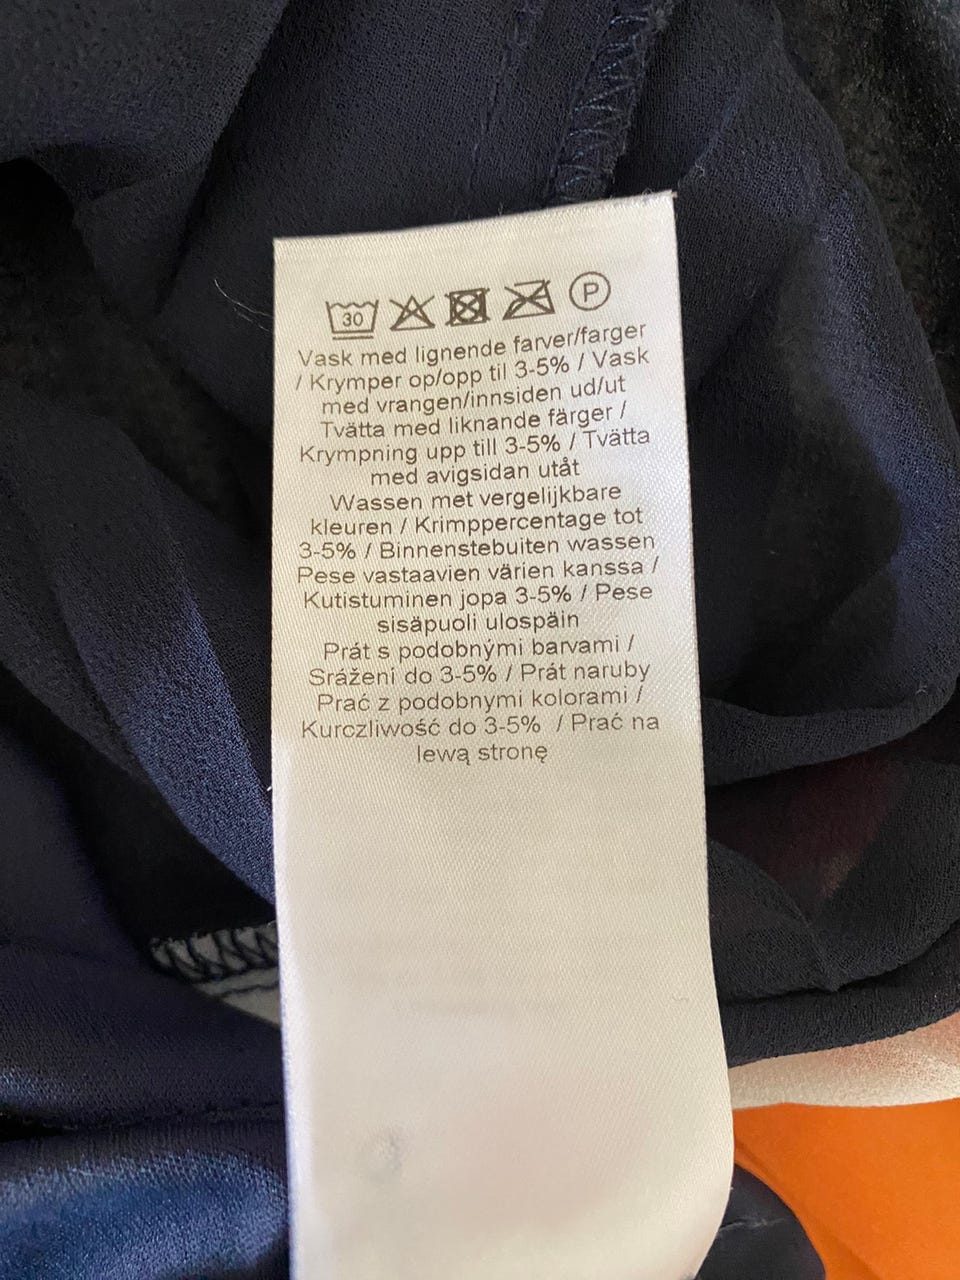 30 P
Vask med lignende farver/farger
/ Krymper op/opp til 3-5% / Vask
med vrangen/innsiden ud/ut
Tvätta med liknande färger /
Krympning upp till 3-5% / Tvätta
med avigsidan utåt
Wassen met vergelijkbare
kleuren / Krimppercentage tot
3-5% / Binnenstebuiten wassen
Pese vastaavien värien kanssa /
Kutistuminen jopa 3-5% / Pese
sisäpuoli ulospäin
Prát s podobnými barvami /
Srážení do 3-5% / Prát naruby
Prać z podobnymi kolorami /
Kurczliwość do 3-5% / Prać na
lewą stronę